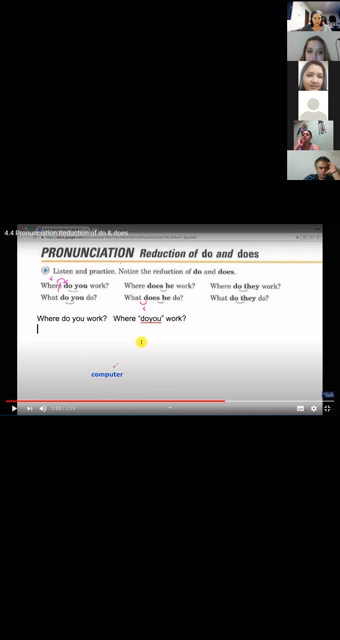 4.4 Pronunciation Reduction of do & does
PRONUNCIATION Reduction of do and does
Listen and practice. Notice the reduction of do and does.
Where do you work? Where does he work? Where do they work?
What do you do? What does he do? What do they do?
Where do you work? Where "doyou" work?
computer